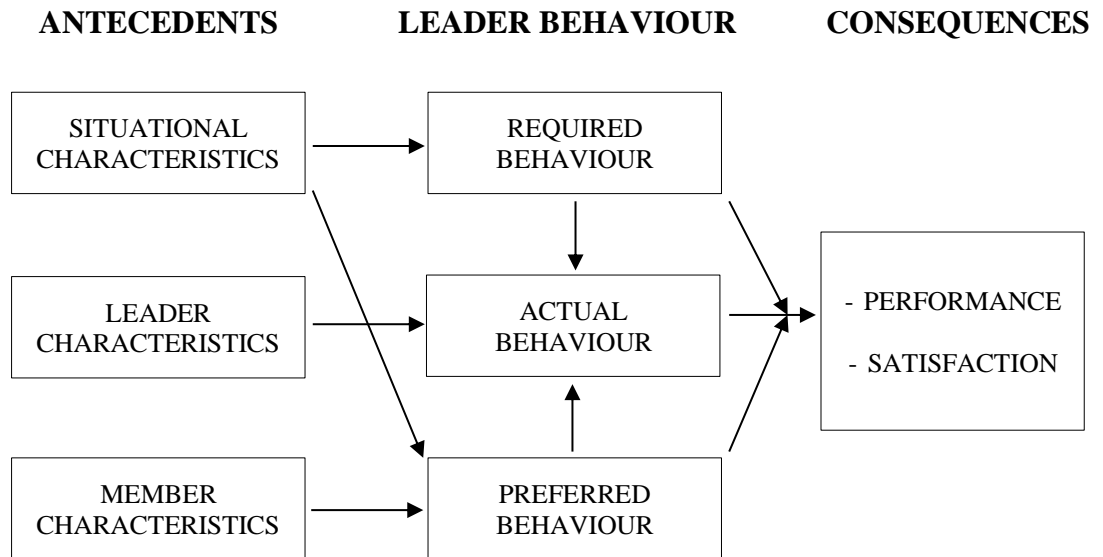 ANTECEDENTS
LEADER BEHAVIOUR
CONSEQUENCES
SITUATIONAL
CHARACTERISTICS
REQUIRED
BEHAVIOUR
LEADER
CHARACTERISTICS
ACTUAL
BEHAVIOUR
- PERFORMANCE
- SATISFACTION
MEMBER
CHARACTERISTICS
PREFERRED
BEHAVIOUR